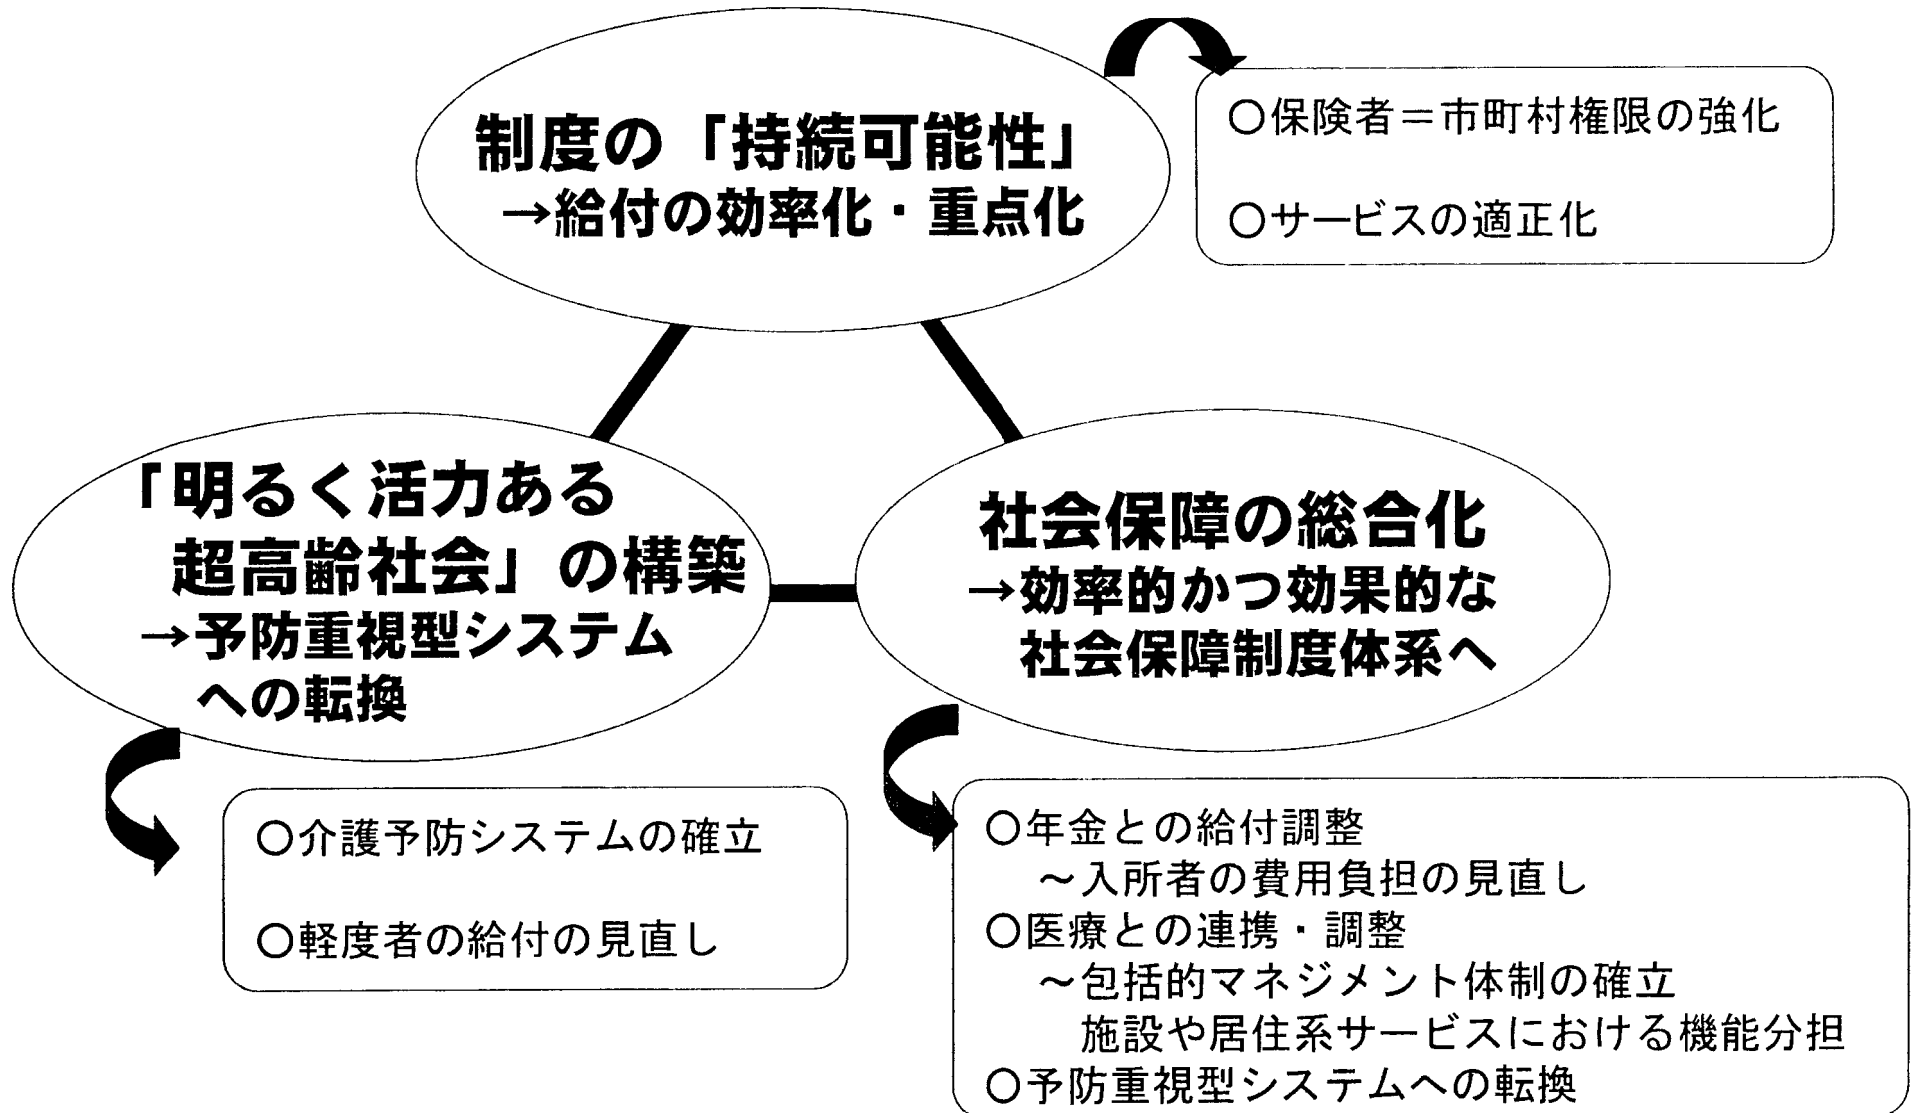 制度の「持続可能性」
→給付の効率化・重点化
○保険者＝市町村権限の強化
○サービスの適正化
「明るく活力ある
超高齢社会」の構築
→予防重視型システム
への転換
○介護予防システムの確立
○軽度者の給付の見直し
社会保障の総合化
→効率的かつ効果的な
社会保障制度体系へ
○年金との給付調整
～入所者の費用負担の見直し
○医療との連携・調整
～包括的マネジメント体制の確立
施設や居住系サービスにおける機能分担
○予防重視型システムへの転換